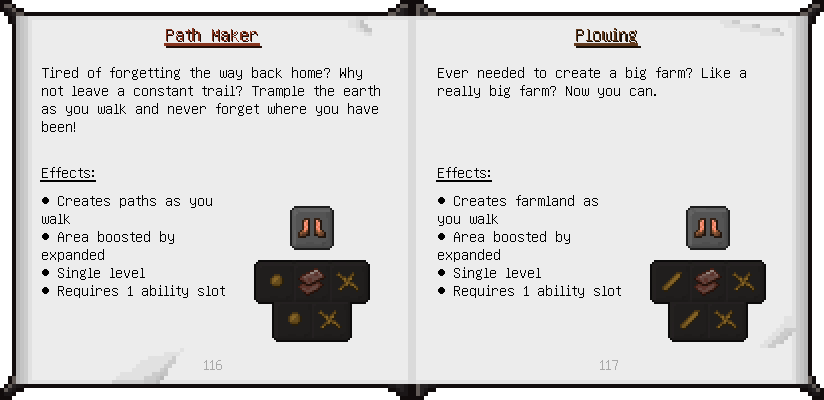 Path Maker
Tired of forgetting the way back home? Why
not leave a constant trail? Trample the earth
as you walk and never forget where you have
been!
Effects:
● Creates paths as you
walk
● Area boosted by
expanded
● Single level
● Requires 1 ability slot
116
Plowing
Ever needed to create a big farm? Like a
really big farm? Now you can.
Effects:
● Creates farmland as
you walk
● Area boosted by
expanded
● Single level
● Requires 1 ability slot
117